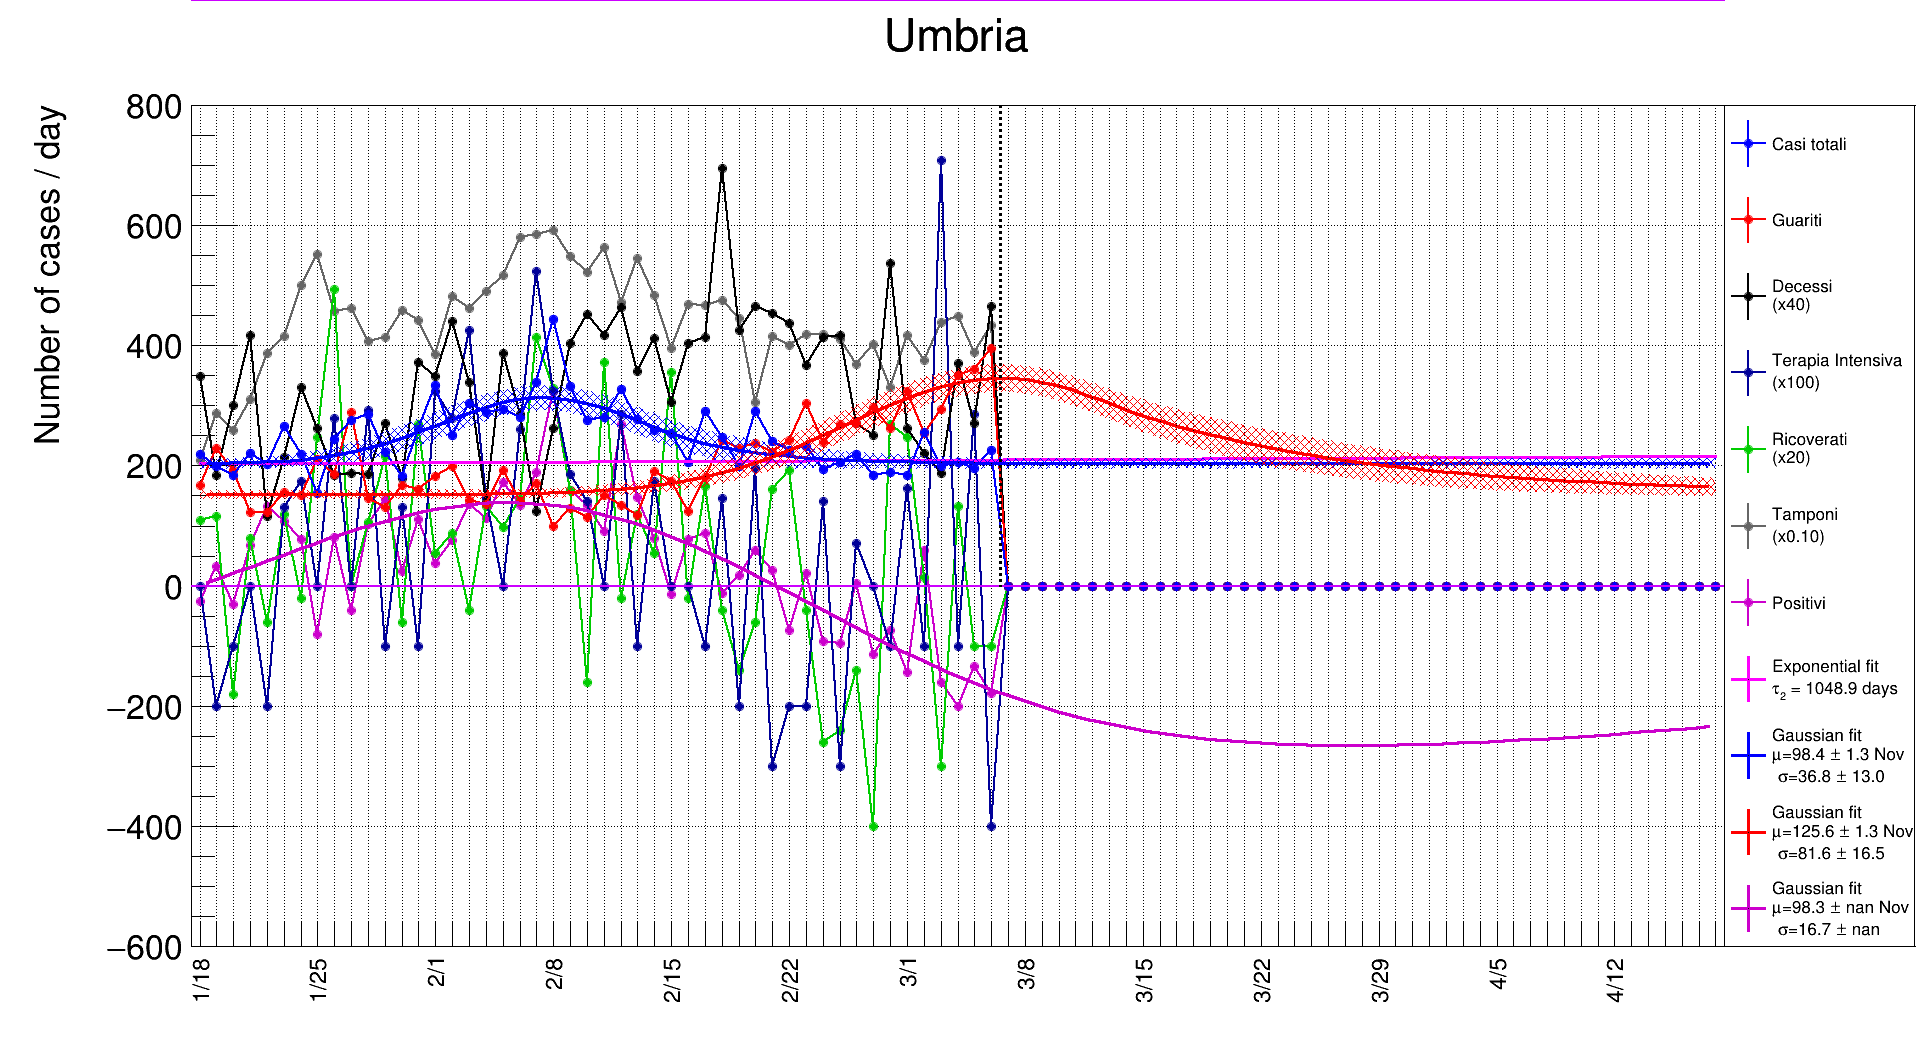 Umbria
Number of cases / day
800
600
400
200
0
−200
−400
−600
1/18
1/25
2/1
2/8
2/15
2/22
3/1
3/8
3/15
3/22
3/29
4/5
4/12
Casi totali
Guariti
Decessi
(x40)
Terapia Intensiva
(x100)
Ricoverati
(x20)
Tamponi
(x0.10)
Positivi
Exponential fit
τ2 = 1048.9 days
Gaussian fit
μ=98.4 ± 1.3 Nov
σ=36.8 ± 13.0
Gaussian fit
μ=125.6 ± 1.3 Nov
σ=81.6 ± 16.5
Gaussian fit
μ=98.3 ± nan Nov
σ=16.7 ± nan